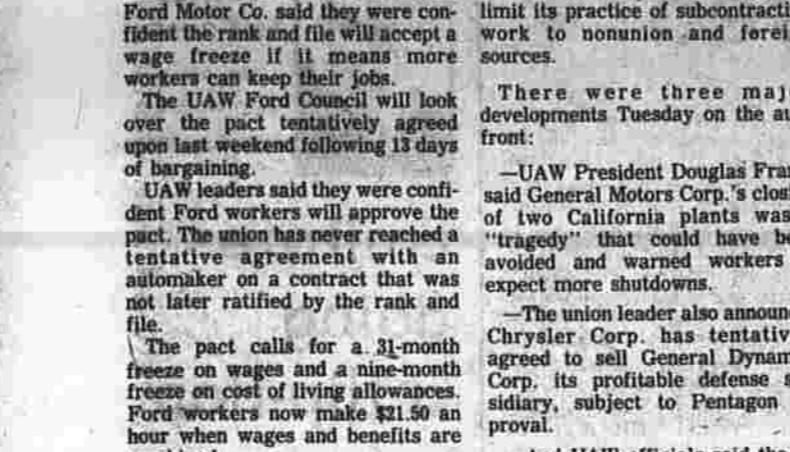 Ford Motor Co. said they were con-
fident the rank and file will accept a
wage freeze if it means more
workers can keep their jobs.
The UAW Ford Council will look
over the pact tentatively agreed
upon last weekend following 13 days
of bargaining.
UAW leaders said they were confi-
dent Ford workers will approve the
pact. The union has never reached a
tentative agreement with an
automaker on a contract that was
not later ratified by the rank and
file.
The pact calls for a 31-month
freeze on wages and a nine-month
freeze on cost of living allowances.
Ford workers now make $21.50 an
hour when wages and benefits are
limit its practice of subcontracti
work to nonunion and forei
sources.
There were three maj
developments Tuesday on the au
front:
—UAW President Douglas Fra
said General Motors Corp.'s closi
of two California plants was
"tragedy" that could have be
avoided and warned workers
expect more shutdowns.
—The union leader also announ
Chrysler Corp. has tentativ
agreed to sell General Dynam
Corp. its profitable defense s
sidiary, subject to Pentagon
proval.